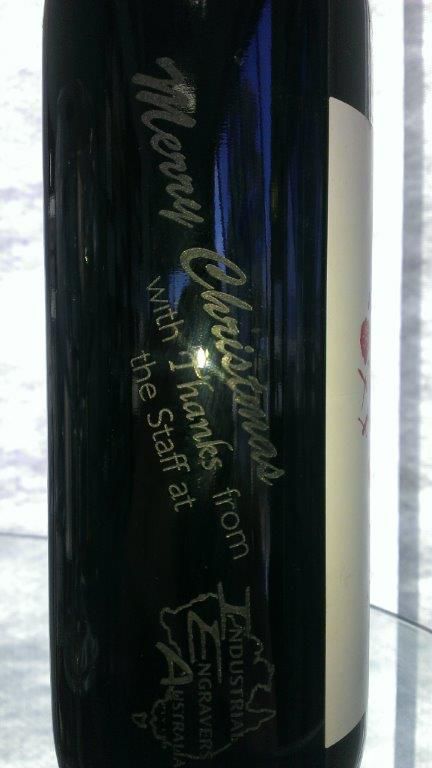 Merry Christmas
with Thanks from
the Staff at
INDUSTRIAL
ENGRAVERS
AUSTRALIA